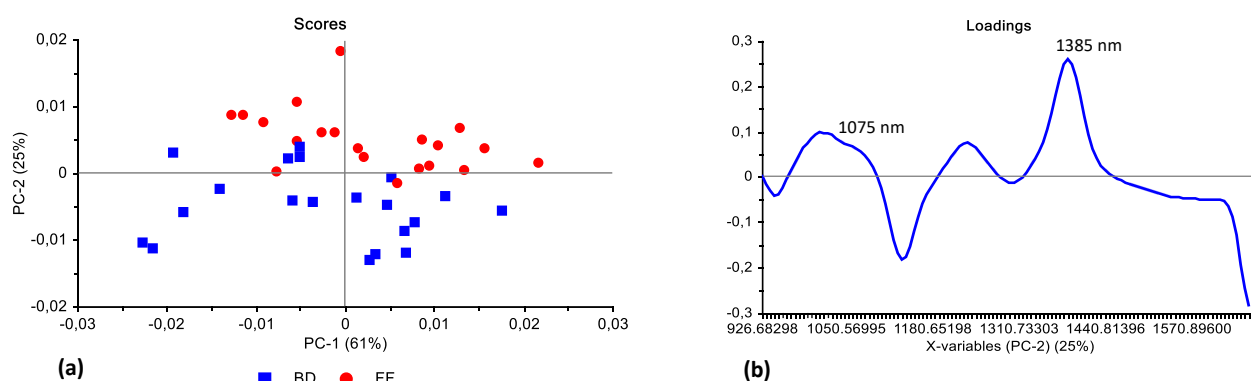 Scores
0,02
0,01
0
-0,01
-0,02
PC-2 (25%)
-0,03
-0,02
-0,01
0
0,01
0,02
0,03
PC-1 (61%)
(a)
BD
Loadings
1385 nm
1075 nm
0,3
0,2
0,1
0
-0,1
-0,2
-0,3
926.68298 1050.56995 1180.65198 1310.73303 1440.81396 1570.89600
X-variables (PC-2) (25%)
(b)